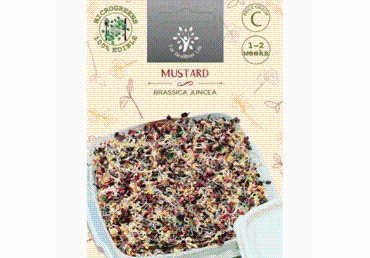 MICROGREENS
100% EDIBLE
C
1-2
weeks
MUSTARD
BRASSICA JUNCEA